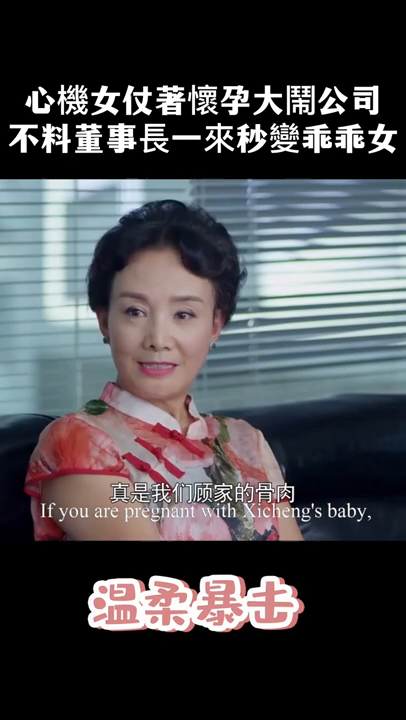 心機女仗著懷孕大鬧公司
不料董事長一來秒變乖乖女
真是我们顾家的骨肉
If you are pregnant with Xicheng's baby,
温柔暴击